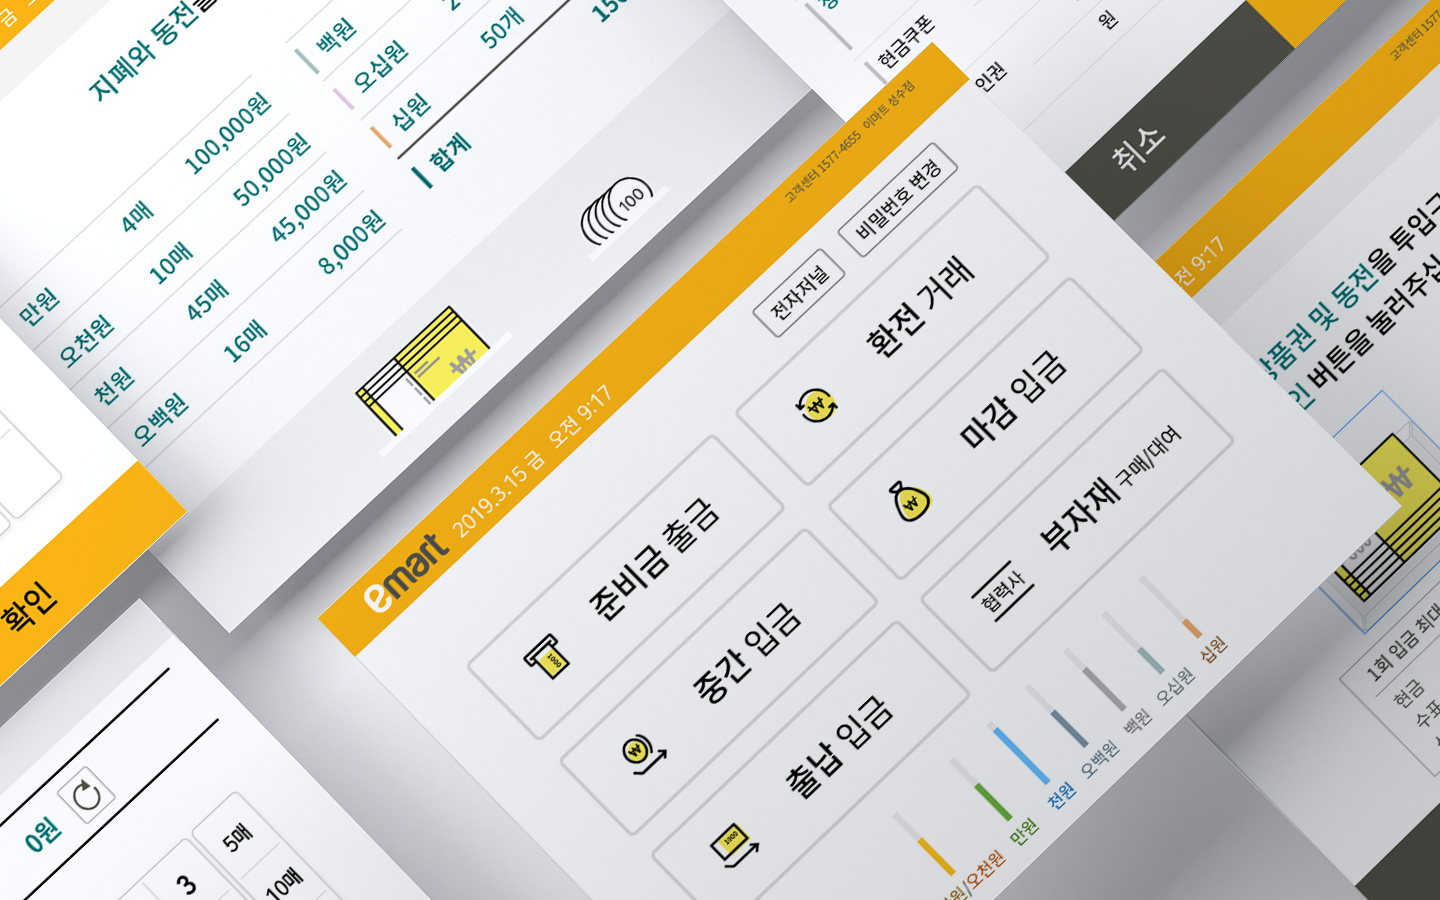 지폐와 동전을
백원
오십원
50개
십원
합계
100,000원
4매
50,000원
만원
10매
45,000원
오천원
45매
8,000원
천원
16매
오백원
100
확인
0원
3
5매
10매
emart 2019.3.15 금 오전 9:17
고객센터 1577-4655 이마트 성수점
전자저널
비밀번호 변경
준비금 출금
환전 거래
중간 입금
마감 입금
출납 입금
협력사
부자재 구매/대여
원/오천원
만원
천원
오백원
백원
오십원
십원
현금쿠폰
원
인권
취소
전 9:17
고객센터 1577
상품권 및 동전을 투입구
인 버튼을 눌러주십
1회 입금 최대
현금
수표